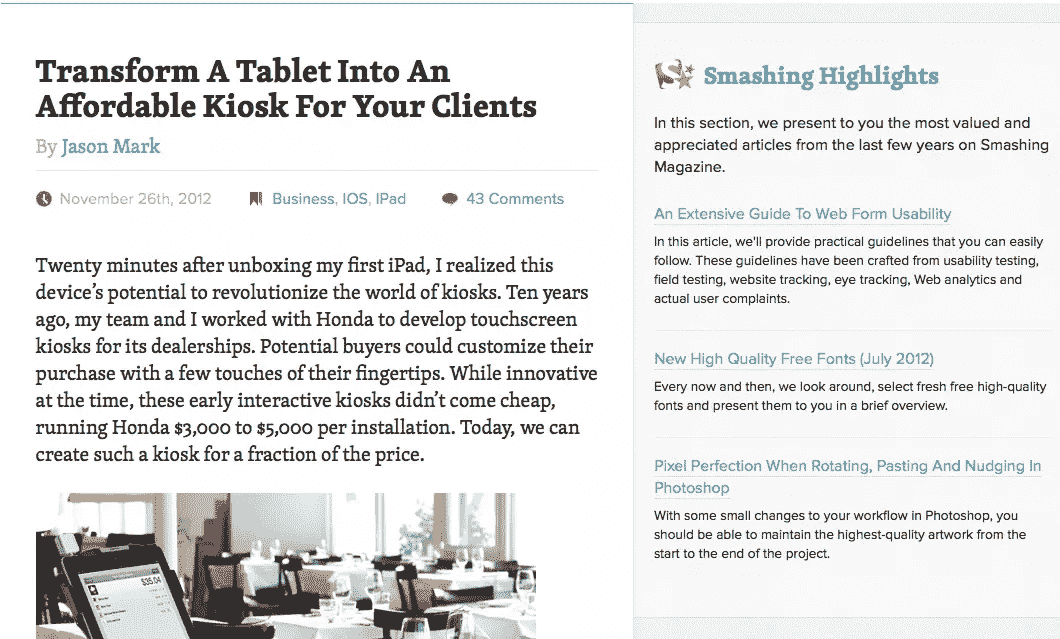 Transform A Tablet Into An
Affordable Kiosk For Your Clients
By Jason Mark
November 26th, 2012 Business, IOS, IPad 43 Comments
Twenty minutes after unboxing my first iPad, I realized this
device’s potential to revolutionize the world of kiosks. Ten years
ago, my team and I worked with Honda to develop touchscreen
kiosks for its dealerships. Potential buyers could customize their
purchase with a few touches of their fingertips. While innovative
at the time, these early interactive kiosks didn’t come cheap,
running Honda $3,000 to $5,000 per installation. Today, we can
create such a kiosk for a fraction of the price.
$35.04
Smashing Highlights
In this section, we present to you the most valued and
appreciated articles from the last few years on Smashing
Magazine.
An Extensive Guide To Web Form Usability
In this article, we'll provide practical guidelines that you can easily
follow. These guidelines have been crafted from usability testing,
field testing, website tracking, eye tracking, Web analytics and
actual user complaints.
New High Quality Free Fonts (July 2012)
Every now and then, we look around, select fresh free high-quality
fonts and present them to you in a brief overview.
Pixel Perfection When Rotating, Pasting And Nudging In
Photoshop
With some small changes to your workflow in Photoshop, you
should be able to maintain the highest-quality artwork from the
start to the end of the project.